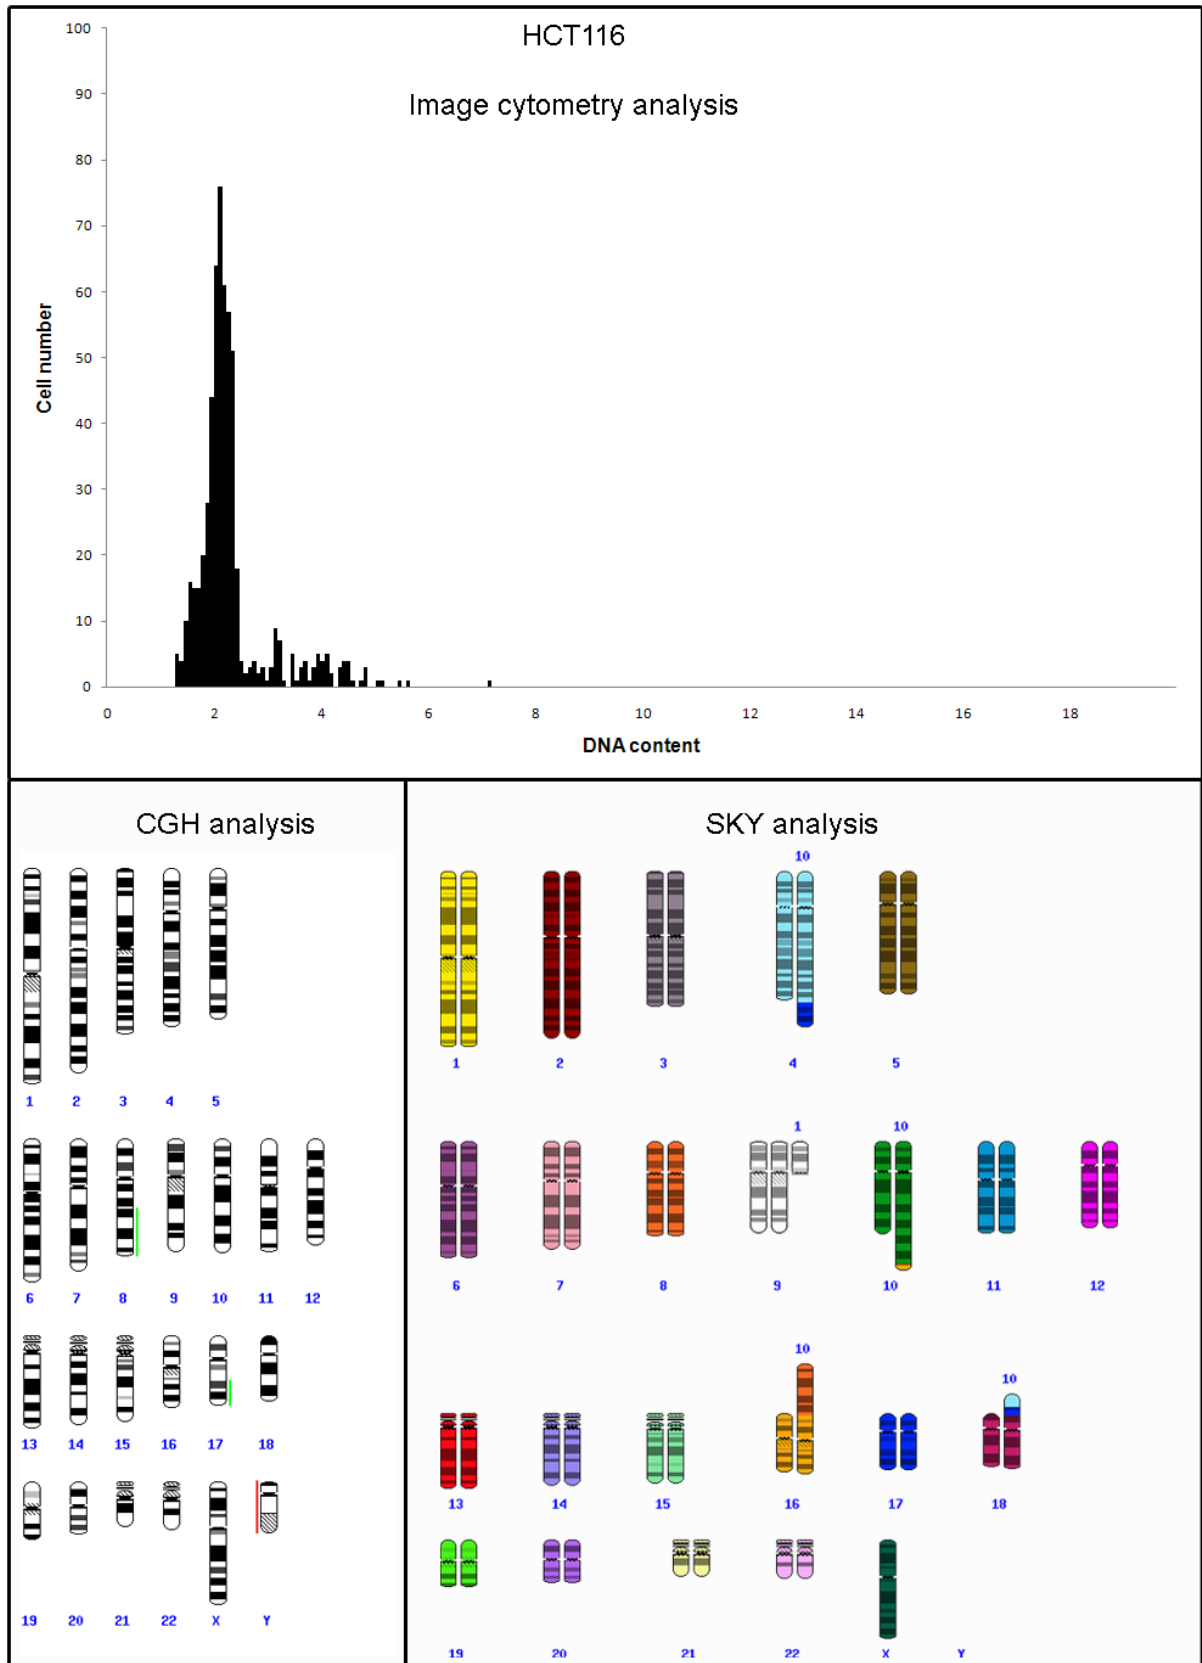 HCT116
Image cytometry analysis
100
90
80
70
60
50
40
30
20
10
0
Cell number
0 2 4 6 8 10 12 14 16 18
DNA content
CGH analysis
1 2 3 4 5
6 7 8 9 10 11 12
13 14 15 16 17 18
19 20 21 22 X Y
SKY analysis
10
1 2 3 4 5
1 10
6 7 8 9 10 11 12
10
10
13 14 15 16 17 18
19 20 21 22 X Y